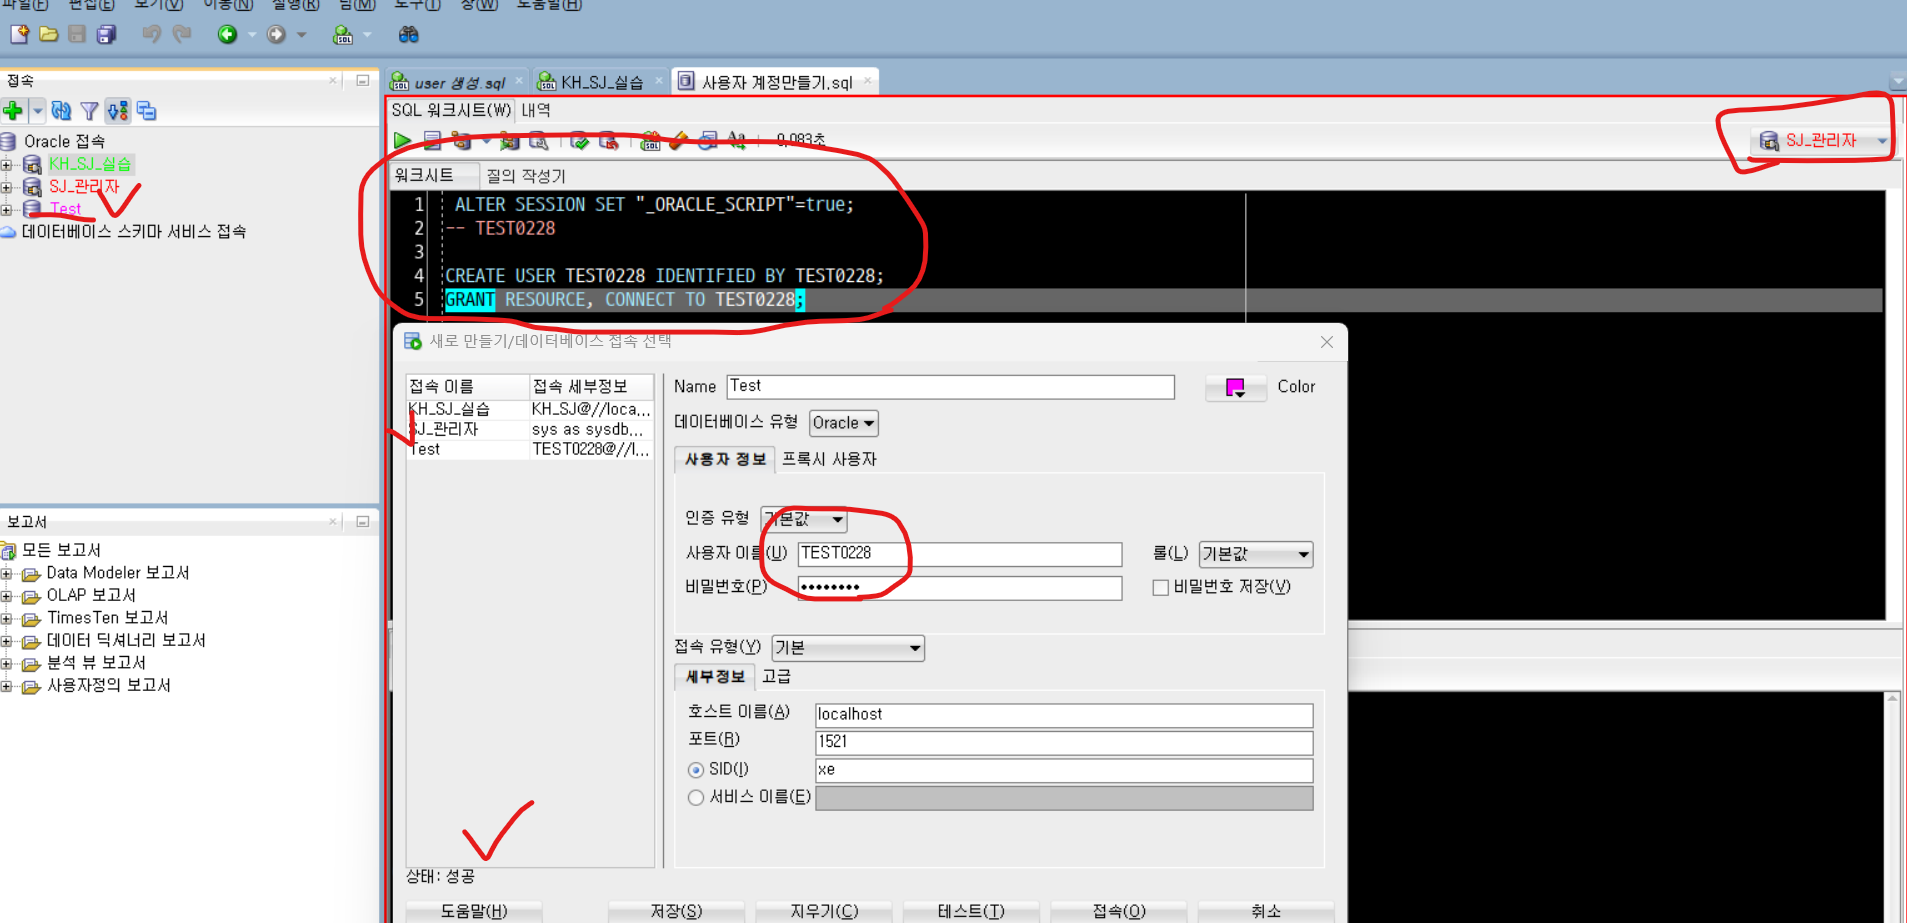 파일(F) 편집(E) 보기(V) 이동(N) 실행(R) 팀(M) 도구(T) 창(W) 도움말(H)
접속
Oracle 접속
KH_SJ_실습
SJ_관리자
Test
데이터베이스 스키마 서비스 접속
보고서
모든 보고서
Data Modeler 보고서
OLAP 보고서
TimesTen 보고서
데이터 딕셔너리 보고서
분석 뷰 보고서
사용자정의 보고서
user 생성.sql KH_SJ_실습 사용자 계정만들기.sql
SQL 워크시트(W) 내역
0.083초
SJ_관리자
워크시트 질의 작성기
1 ALTER SESSION SET "_ORACLE_SCRIPT"=true;
2 -- TEST0228
3
4 CREATE USER TEST0228 IDENTIFIED BY TEST0228;
5 GRANT RESOURCE, CONNECT TO TEST0228;
새로 만들기/데이터베이스 접속 선택
접속 이름 접속 세부정보
KH_SJ_실습 KH_SJ@//loca...
SJ_관리자 sys as sysdb...
Test TEST0228@//l...
Name Test Color
데이터베이스 유형 Oracle
사용자 정보 프록시 사용자
인증 유형 기본값
사용자 이름(U) TEST0228 롤(L) 기본값
비밀번호(P) •••••••• 비밀번호 저장(V)
접속 유형(Y) 기본
세부정보 고급
호스트 이름(A) localhost
포트(R) 1521
SID(I) xe
서비스 이름(E)
상태: 성공
도움말(H) 저장(S) 지우기(C) 테스트(T) 접속(O) 취소